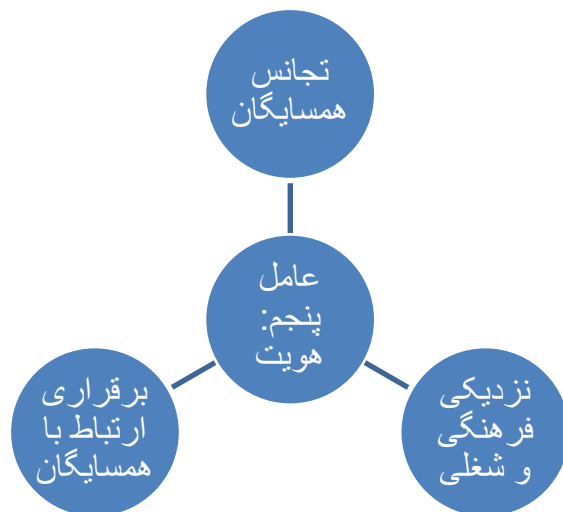 تجانس
همسایگان
عامل
پنجم:
هویت
نزدیکی
فرهنگی
و شغلی
برقراری
ارتباط با
همسایگان